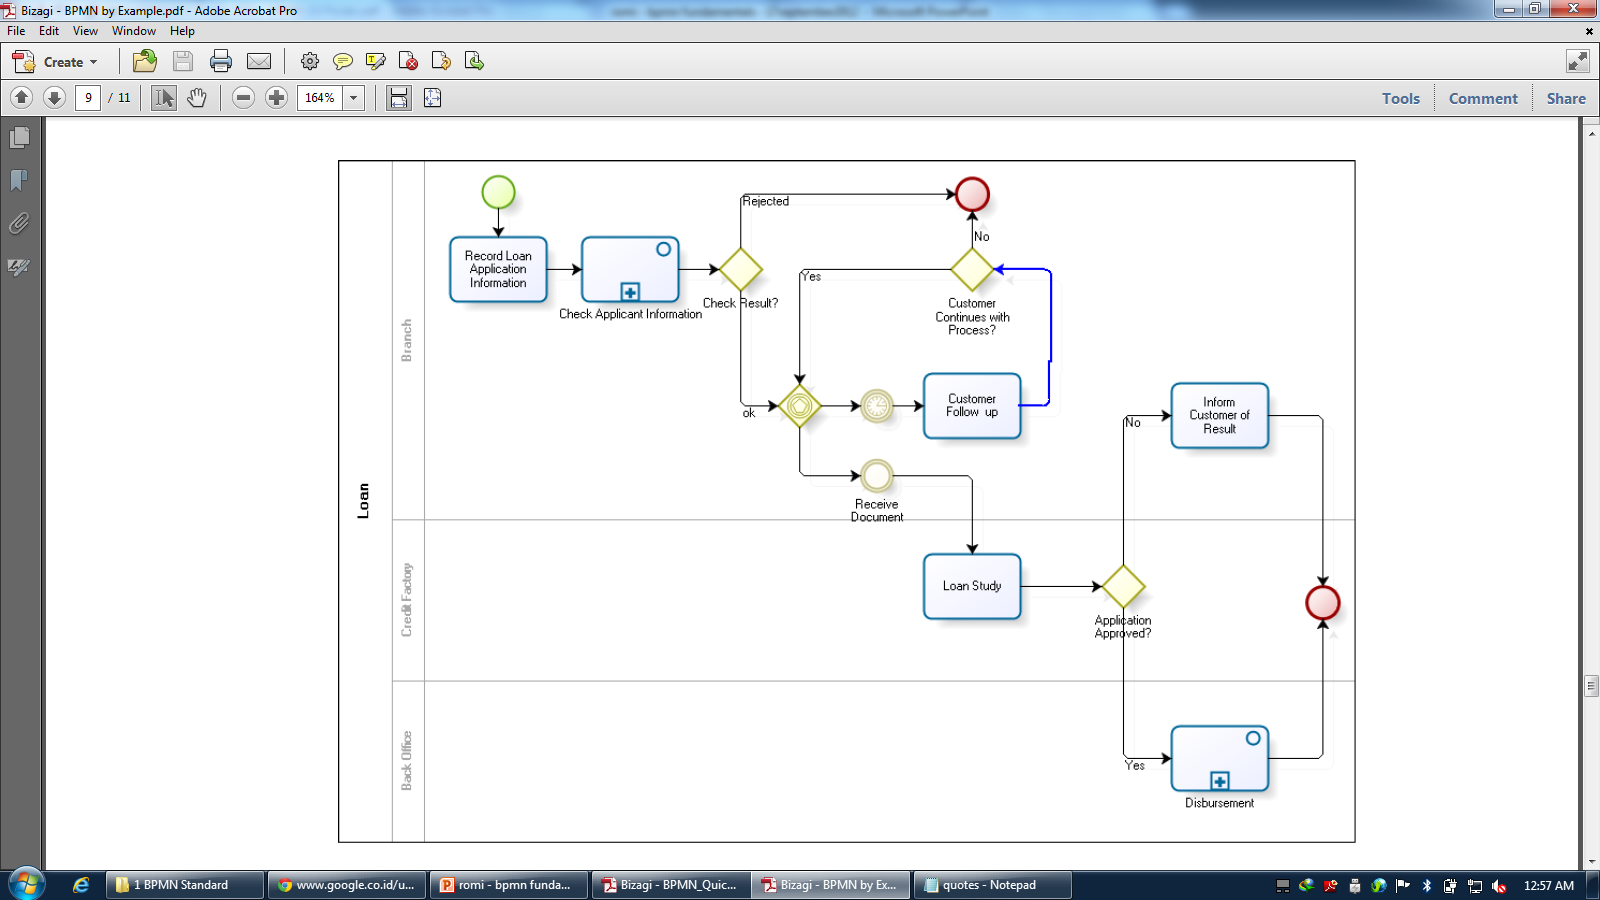 Bizagi - BPMN by Example.pdf - Adobe Acrobat Pro
File Edit View Window Help
Create
9 / 11
164%
Tools
Comment
Share
Loan
Branch
Credit Factory
Back Office
Record Loan
Application
Information
Check Applicant Information
Check Result?
Rejected
ok
No
Yes
Customer
Continues with
Process?
Customer
Follow up
Receive
Document
Loan Study
Application
Approved?
No
Yes
Inform
Customer of
Result
Disbursement
1 BPMN Standard
www.google.co.id/u...
romi - bpmn funda...
Bizagi - BPMN_Quic...
Bizagi - BPMN by Ex...
quotes - Notepad
12:57 AM